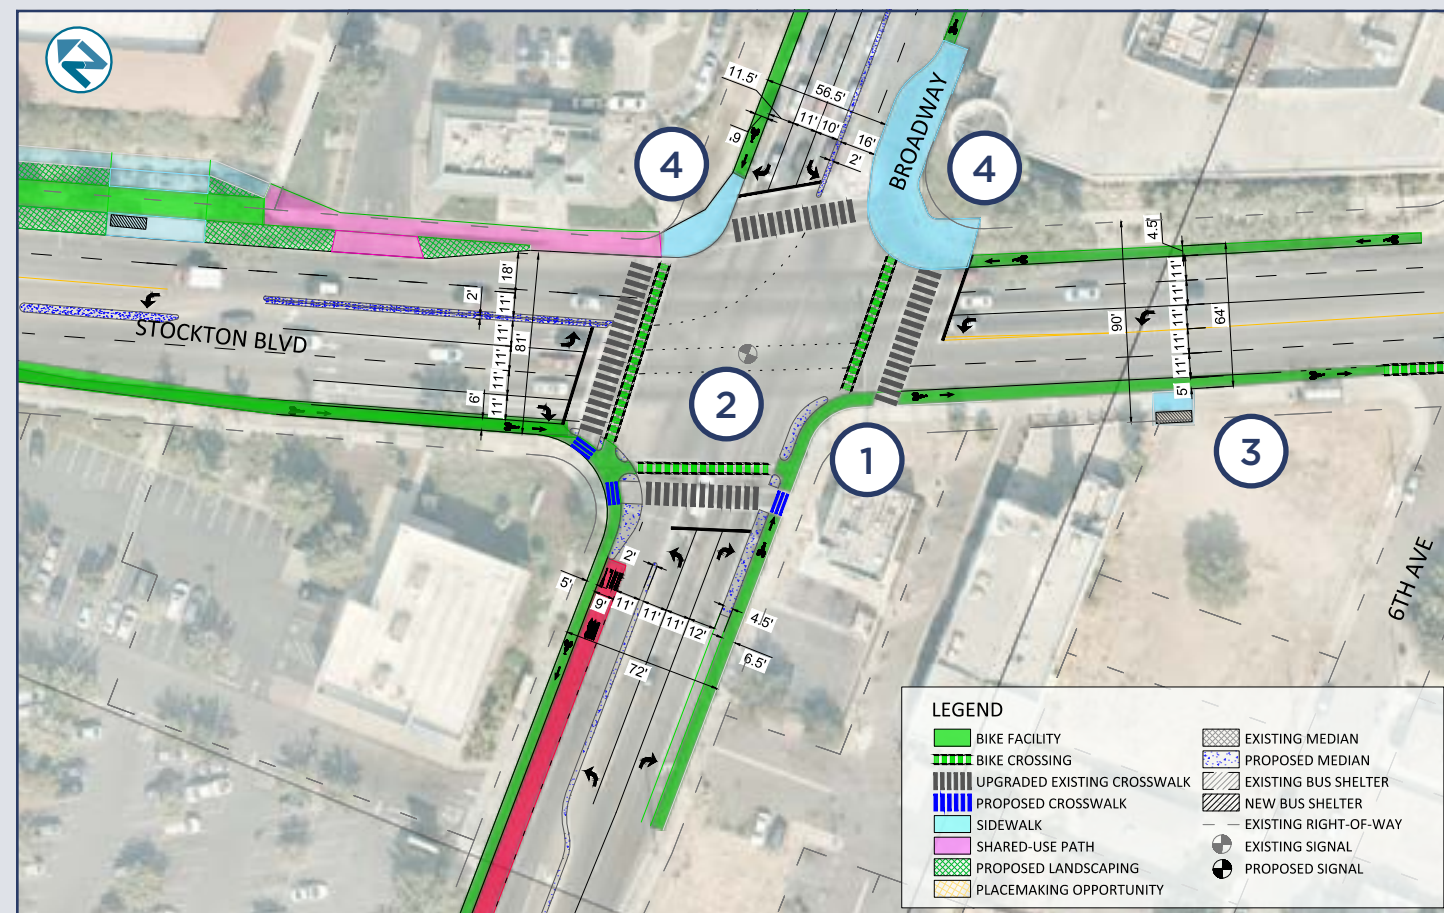 11.5'
56.5'
11'
10'
16'
2'
6'
BROADWAY
4
4
4.5'
18'
11'
2'
11'
11'
11'
11'
81'
6'
STOCKTON BLVD
11'
11'
11'
11'
64'
90'
5'
2
1
3
2'
5'
9'
11'
11'
11'
12'
4.5'
6.5'
72'
6TH AVE
LEGEND
BIKE FACILITY
BIKE CROSSING
UPGRADED EXISTING CROSSWALK
PROPOSED CROSSWALK
SIDEWALK
SHARED-USE PATH
PROPOSED LANDSCAPING
PLACEMAKING OPPORTUNITY
EXISTING MEDIAN
PROPOSED MEDIAN
EXISTING BUS SHELTER
NEW BUS SHELTER
EXISTING RIGHT-OF-WAY
EXISTING SIGNAL
PROPOSED SIGNAL